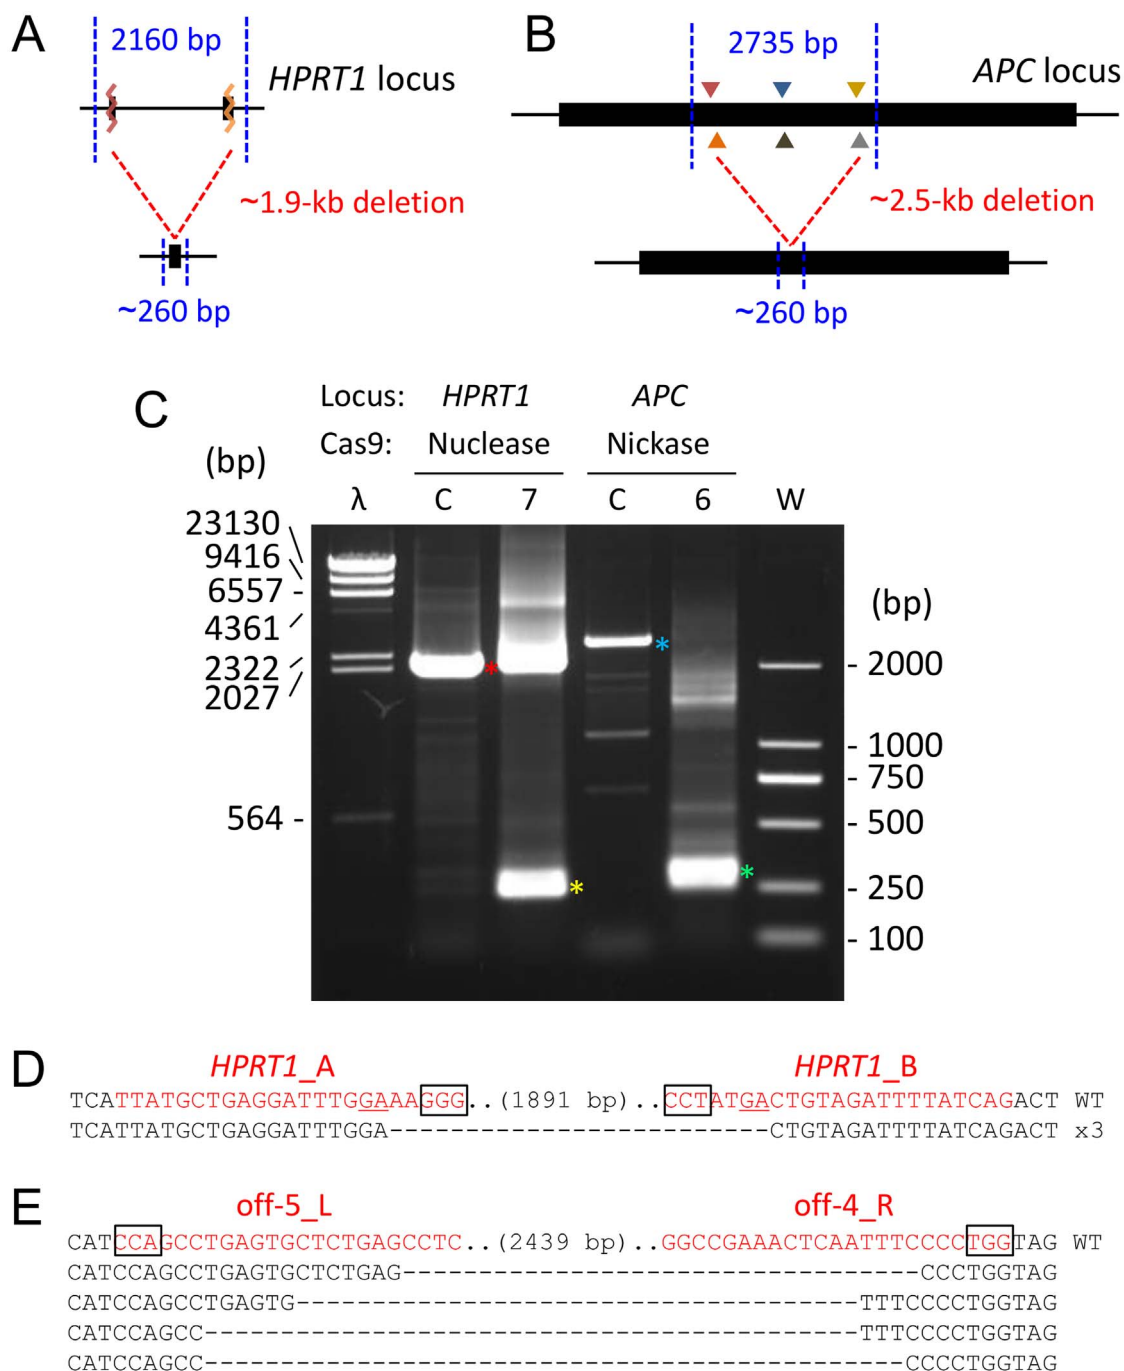 A
2160 bp
HPRT1 locus
~1.9-kb deletion
~260 bp
B
2735 bp
APC locus
~2.5-kb deletion
~260 bp
C
Locus: HPRT1 APC
Cas9: Nuclease Nickase
(bp)
λ C 7 C 6 W
23130
9416
6557 -
4361
2322
2027
564 -
(bp)
- 2000
- 1000
- 750
- 500
- 250
- 100
*
*
*
*
D
HPRT1_A HPRT1_B
TCATTATGCTGAGGATTTGGAAAGGG..(1891 bp)..CCTATGACTGTAGATTTTATCAGACT WT
TCATTATGCTGAGGATTTGGA---------------------CTGTAGATTTTATCAGACT x3
E
off-5_L off-4_R
CATCCAGCCTGAGTGCTCTGAGCCTC..(2439 bp)..GGCCGAAACTCAATTTCCCCTGGTAG WT
CATCCAGCCTGAGTGCTCTGAG----------------------------------CCCTGGTAG
CATCCAGCCTGAGTG-------------------------------------TTTCCCCTGGTAG
CATCCAGCC-------------------------------------------TTTCCCCTGGTAG
CATCCAGCC----------------------------------------------CCCCTGGTAG